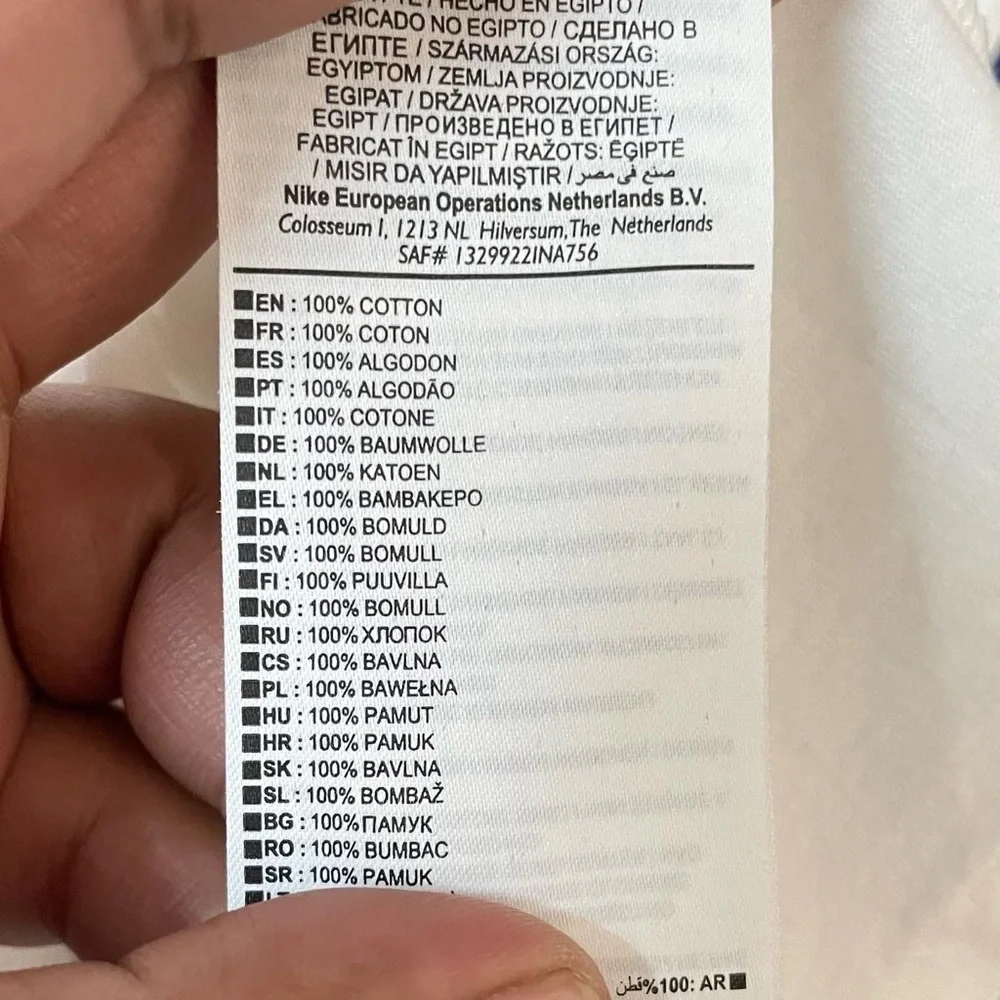 HECHO EN EGIPTO /
ABRICADO NO EGIPTO / СДЕЛАНО В
ЕГИПТЕ / SZÁRMAZÁSI ORSZÁG:
EGYIPTOM / ZEMLJA PROIZVODNJE:
EGIPAT / DRŽAVA PROIZVODNJE:
EGIPT / ПРОИЗВЕДЕНО В ЕГИПЕТ /
FABRICAT ÎN EGIPT / RAŽOTS: ĒĢIPTĒ
/ MISIR DA YAPILMIŞTIR / صنع فى مصر
Nike European Operations Netherlands B.V.
Colosseum 1, 1213 NL Hilversum,The Netherlands
SAF# 1329922INA756
EN : 100% COTTON
FR : 100% COTON
ES : 100% ALGODON
PT : 100% ALGODÃO
IT : 100% COTONE
DE : 100% BAUMWOLLE
NL : 100% KATOEN
EL : 100% ΒΑΜΒΑΚΕΡΟ
DA : 100% BOMULD
SV : 100% BOMULL
FI : 100% PUUVILLA
NO : 100% BOMULL
RU : 100% ХЛОПОК
CS : 100% BAVLNA
PL : 100% BAWEŁNA
HU : 100% PAMUT
HR : 100% PAMUK
SK : 100% BAVLNA
SL : 100% BOMBAŽ
BG : 100% ПАМУК
RO : 100% BUMBAC
SR : 100% PAMUK
قطن%100: AR